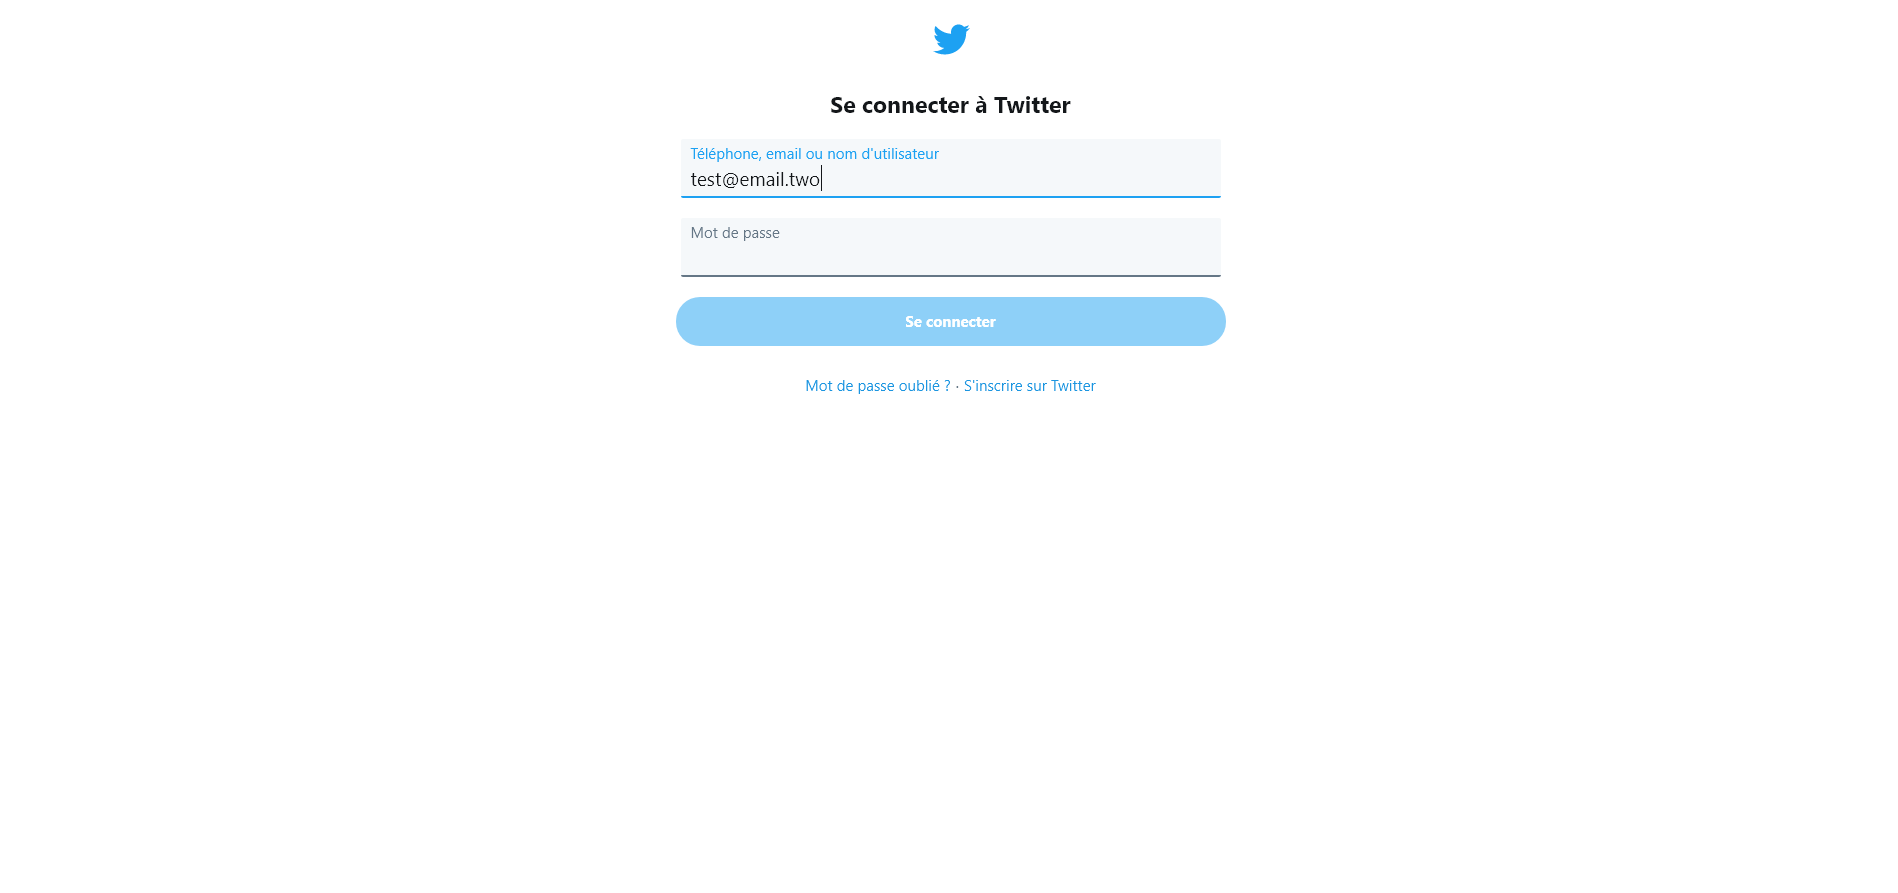 Se connecter à Twitter
Téléphone, email ou nom d'utilisateur
test@email.two
Mot de passe
Se connecter
Mot de passe oublié ? · S'inscrire sur Twitter